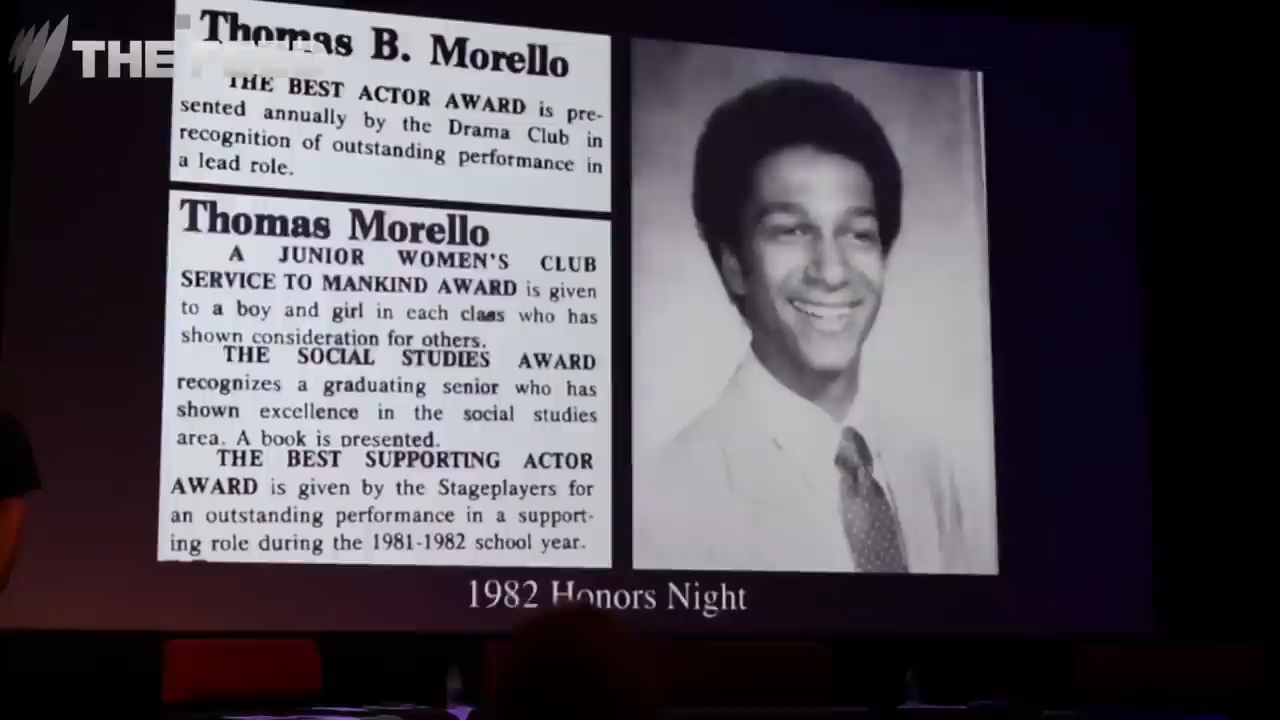 THE FEED
Thomas B. Morello
THE BEST ACTOR AWARD is pre-
sented annually by the Drama Club in
recognition of outstanding performance in
a lead role.
Thomas Morello
A JUNIOR WOMEN'S CLUB
SERVICE TO MANKIND AWARD is given
to a boy and girl in each class who has
shown consideration for others.
THE SOCIAL STUDIES AWARD
recognizes a graduating senior who has
shown excellence in the social studies
area. A book is presented.
THE BEST SUPPORTING ACTOR
AWARD is given by the Stageplayers for
an outstanding performance in a support-
ing role during the 1981-1982 school year.
1982 Honors Night